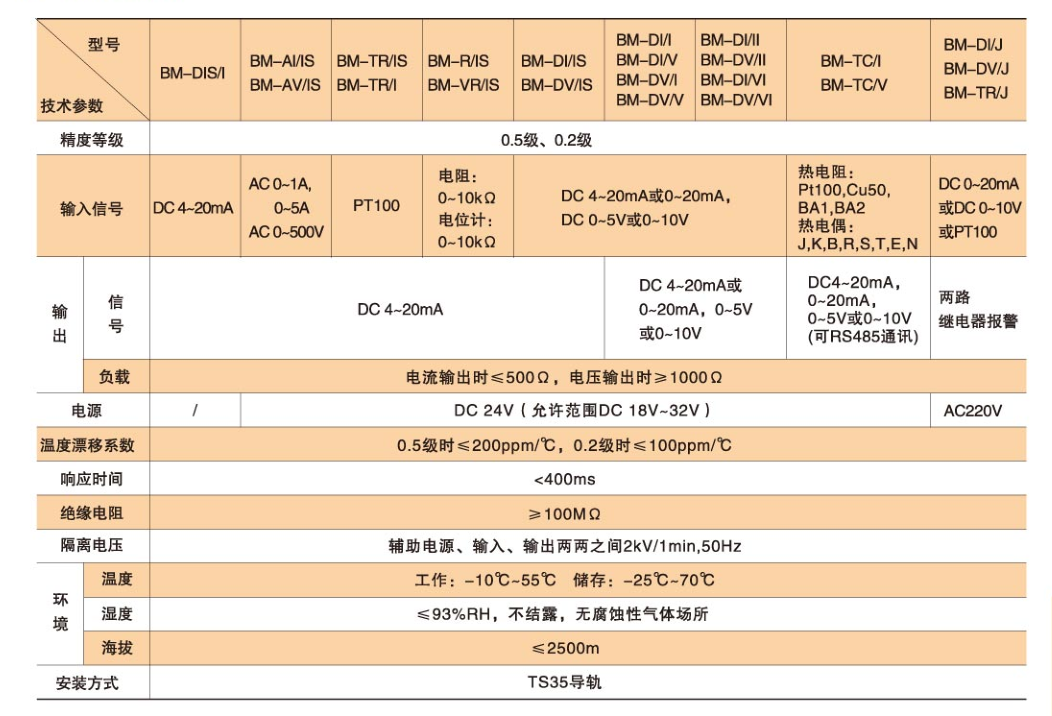 型号
技术参数
BM-DIS/I
BM-AI/IS
BM-AV/IS
BM-TR/IS
BM-TR/I
BM-R/IS
BM-VR/IS
BM-DI/IS
BM-DV/IS
BM-DI/I
BM-DI/V
BM-DV/I
BM-DV/V
BM-DI/II
BM-DV/II
BM-DI/VI
BM-DV/VI
BM-TC/I
BM-TC/V
BM-DI/J
BM-DV/J
BM-TR/J
精度等级
0.5级、0.2级
输入信号
DC 4~20mA
AC 0~1A,
0~5A
AC 0~500V
PT100
电阻：
0~10kΩ
电位计：
0~10kΩ
DC 4~20mA或0~20mA，
DC 0~5V或0~10V
热电阻：
Pt100,Cu50,
BA1,BA2
热电偶：
J,K,B,R,S,T,E,N
DC 0~20mA
或DC 0~10V
或PT100
输出
信号
DC 4~20mA
DC 4~20mA或
0~20mA，0~5V
或0~10V
DC4~20mA，
0~20mA，
0~5V或0~10V
(可RS485通讯)
两路
继电器报警
负载
电流输出时≤500Ω，电压输出时≥1000Ω
电源
/
DC 24V（允许范围DC 18V~32V）
AC220V
温度漂移系数
0.5级时≤200ppm/℃，0.2级时≤100ppm/℃
响应时间
<400ms
绝缘电阻
≥100MΩ
隔离电压
辅助电源、输入、输出两两之间2kV/1min,50Hz
环境
温度
工作：-10℃~55℃ 储存：-25℃~70℃
湿度
≤93%RH，不结露，无腐蚀性气体场所
海拔
≤2500m
安装方式
TS35导轨